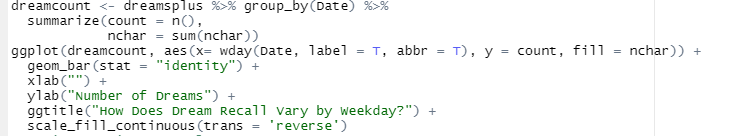 dreamcount <- dreamsplus %>% group_by(Date) %>%
  summarize(count = n(),
            nchar = sum(nchar))
ggplot(dreamcount, aes(x= wday(Date, label = T, abbr = T), y = count, fill = nchar)) +
  geom_bar(stat = "identity") +
  xlab("") +
  ylab("Number of Dreams") +
  ggtitle("How Does Dream Recall Vary by Weekday?") +
  scale_fill_continuous(trans = 'reverse')